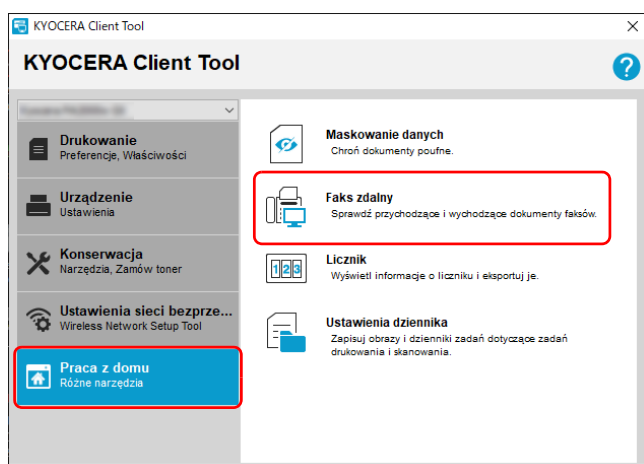 KYOCERA Client Tool
KYOCERA Client Tool
?
Drukowanie
Preferencje, Właściwości
Urządzenie
Ustawienia
Konserwacja
Narzędzia, Zamów toner
Ustawienia sieci bezprze...
Wireless Network Setup Tool
Praca z domu
Różne narzędzia
Maskowanie danych
Chroń dokumenty poufne.
Faks zdalny
Sprawdź przychodzące i wychodzące dokumenty faksów.
123
Licznik
Wyświetl informacje o liczniku i eksportuj je.
Ustawienia dziennika
Zapisuj obrazy i dzienniki zadań dotyczące zadań
drukowania i skanowania.